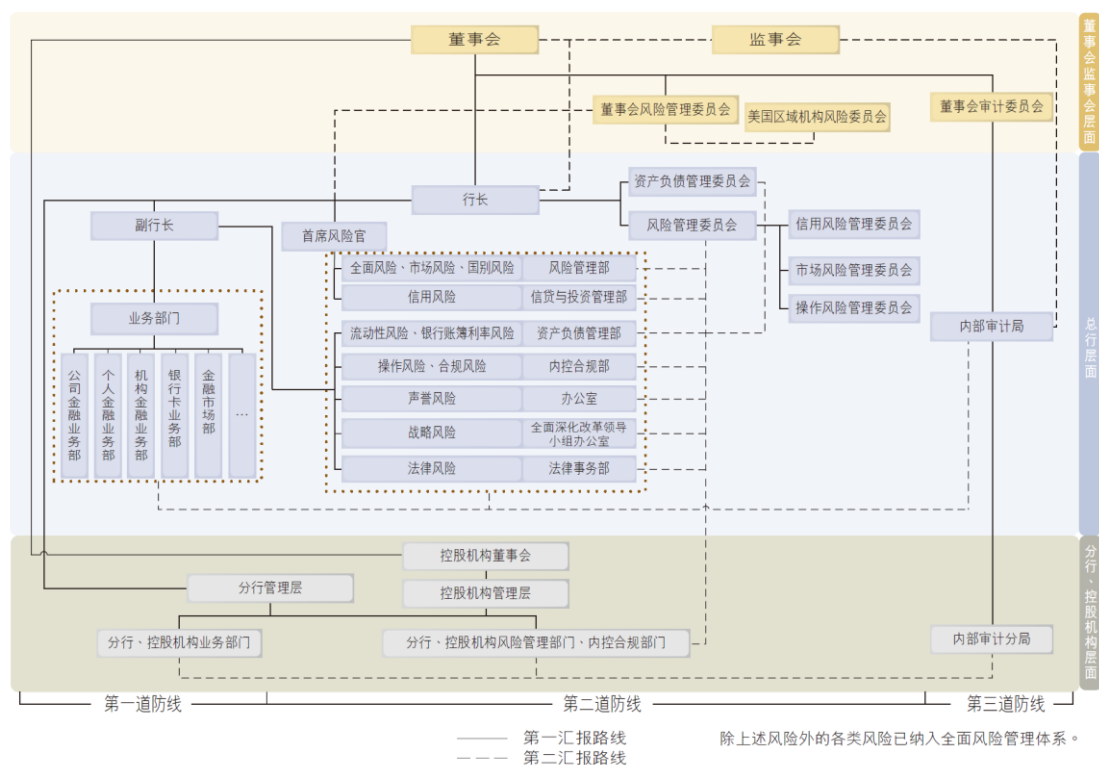 董事会
监事会
董事会监事会层面
董事会风险管理委员会
美国区域机构风险委员会
董事会审计委员会
行长
资产负债管理委员会
副行长
首席风险官
风险管理委员会
信用风险管理委员会
市场风险管理委员会
操作风险管理委员会
全面风险、市场风险、国别风险
风险管理部
信用风险
信贷与投资管理部
流动性风险、银行账簿利率风险
资产负债管理部
操作风险、合规风险
内控合规部
声誉风险
办公室
战略风险
全面深化改革领导
小组办公室
法律风险
法律事务部
业务部门
公司金融业务部
个人金融业务部
机构金融业务部
银行卡业务部
金融市场部
…
内部审计局
总行层面
控股机构董事会
分行管理层
控股机构管理层
分行、控股机构业务部门
分行、控股机构风险管理部门、内控合规部门
内部审计分局
分行、控股机构层面
第一道防线
第二道防线
第三道防线
第一汇报路线
第二汇报路线
除上述风险外的各类风险已纳入全面风险管理体系。